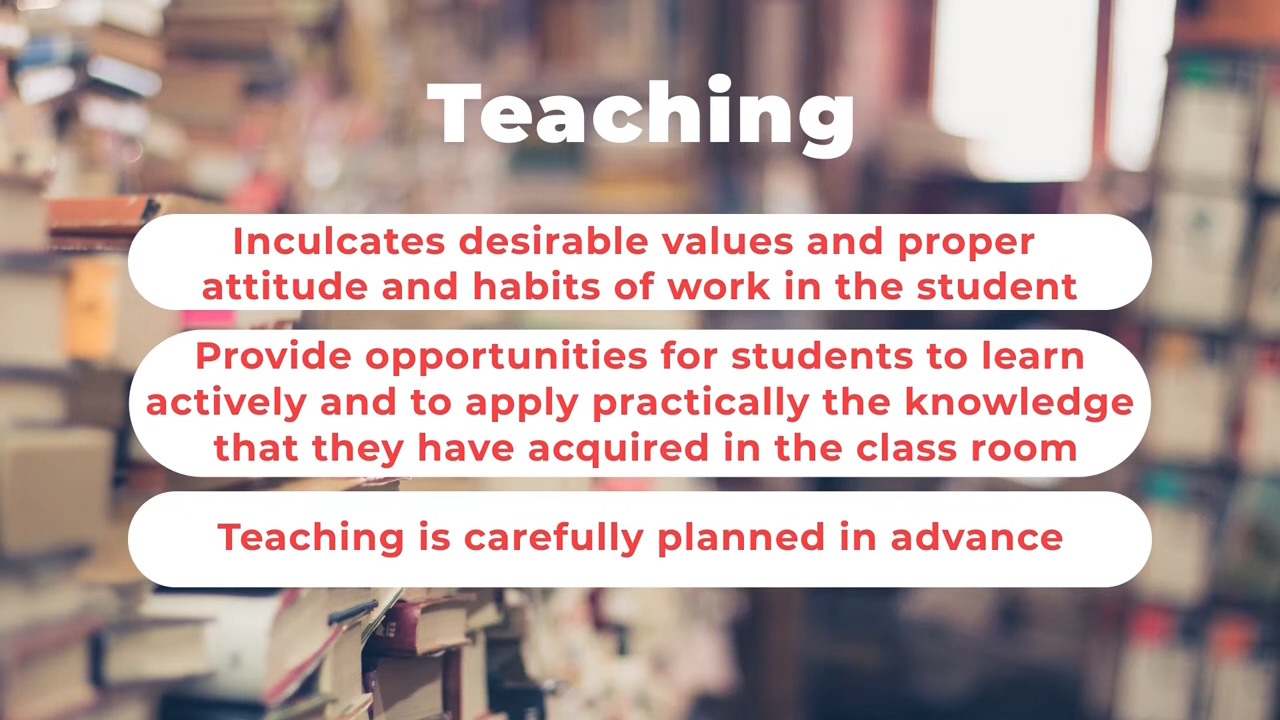 Teaching
Inculcates desirable values and proper
attitude and habits of work in the student
Provide opportunities for students to learn
actively and to apply practically the knowledge
that they have acquired in the class room
Teaching is carefully planned in advance